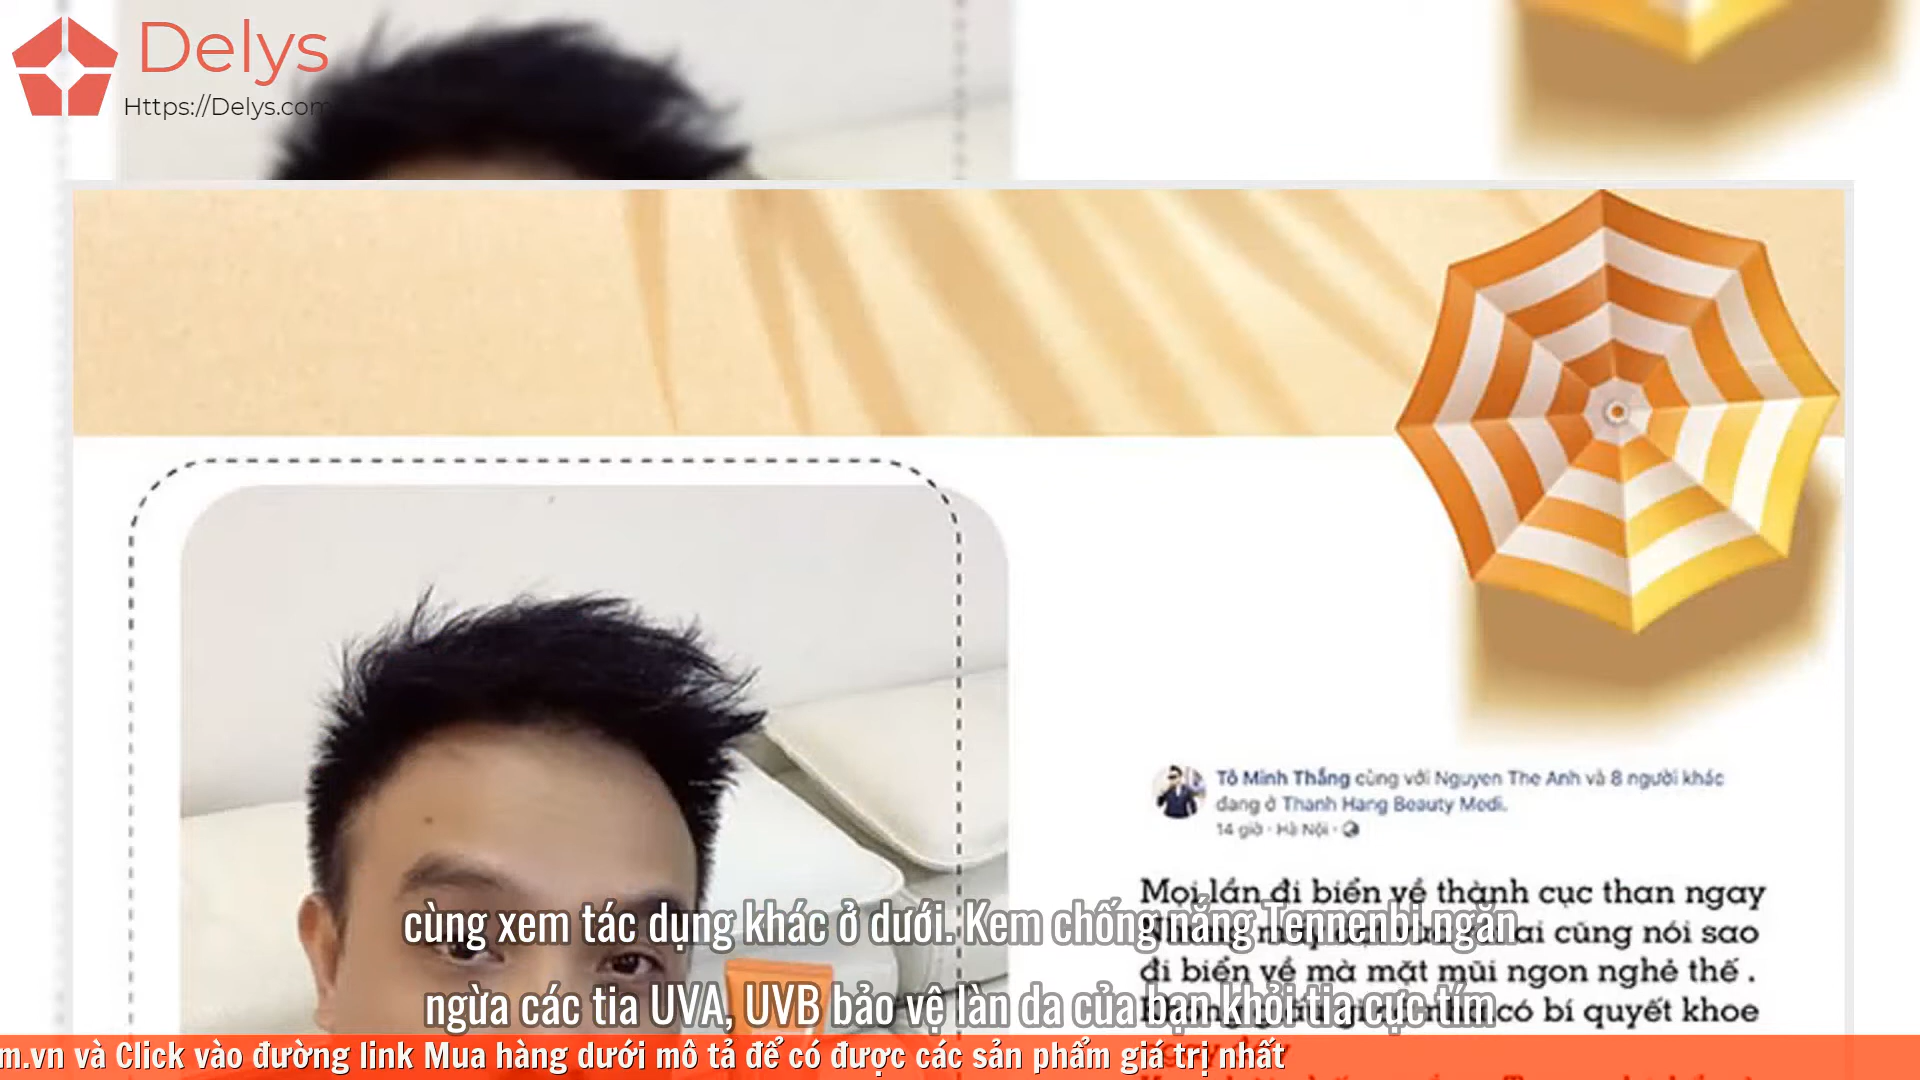 Delys
Https://Delys.com
Tô Minh Thắng cùng với Nguyen The Anh và 8 người khác
đang ở Thanh Hang Beauty Medi.
14 giờ · Hà Nội ·
Mọi lần đi biển về thành cục than ngay
ai cũng nói sao
đi biển về mà mặt mũi ngon nghẻ thế .
có bí quyết khoe
cùng xem tác dụng khác ở dưới. Kem chống nắng Tennenbi ngăn
ngừa các tia UVA, UVB bảo vệ làn da của bạn khỏi tia cực tím
m.vn và Click vào đường link Mua hàng dưới mô tả để có được các sản phẩm giá trị nhất